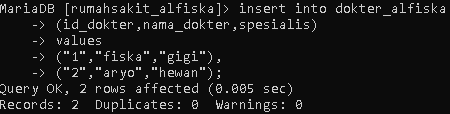 MariaDB [rumahsakit_alfiska]> insert into dokter_alfiska
-> (id_dokter,nama_dokter,spesialis)
-> values
-> ("1","fiska","gigi"),
-> ("2","aryo","hewan");
Query OK, 2 rows affected (0.005 sec)
Records: 2  Duplicates: 0  Warnings: 0